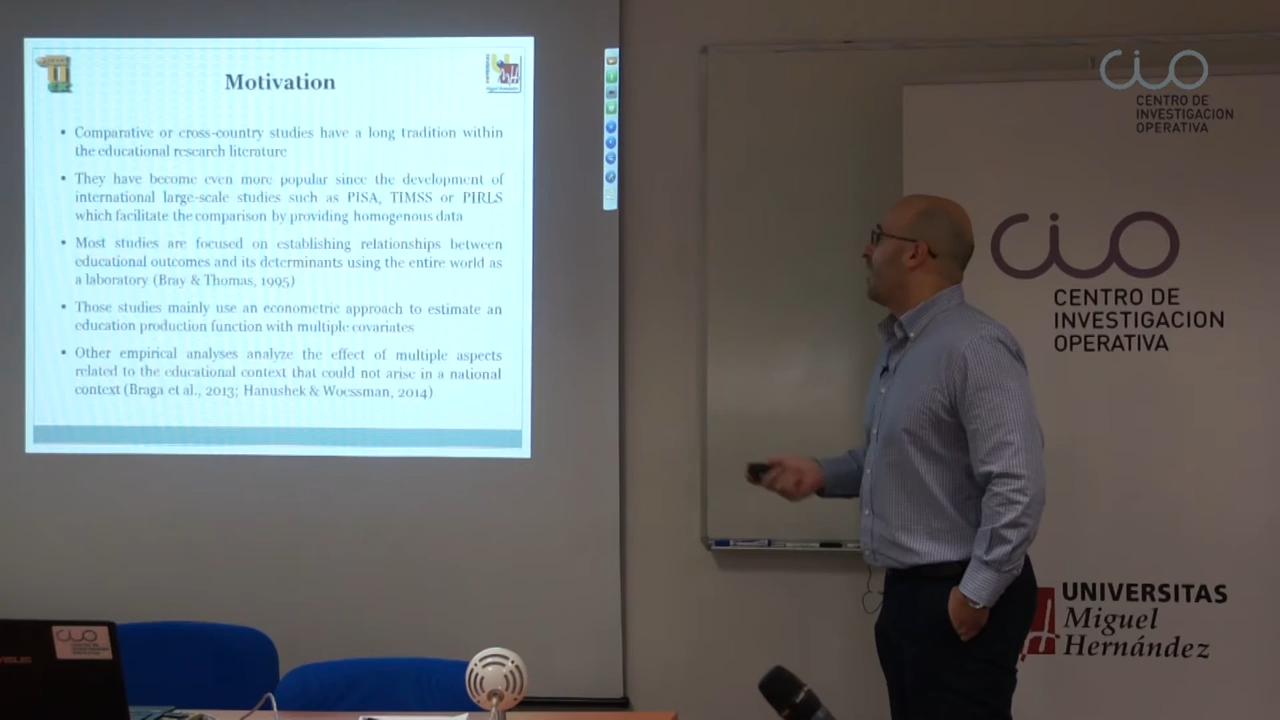 Motivation
• Comparative or cross-country studies have a long tradition within
the educational research literature
• They have become even more popular since the development of
international large-scale studies such as PISA, TIMSS or PIRLS
which facilitate the comparison by providing homogenous data
• Most studies are focused on establishing relationships between
educational outcomes and its determinants using the entire world as
a laboratory (Bray & Thomas, 1995)
• Those studies mainly use an econometric approach to estimate an
education production function with multiple covariates
• Other empirical analyses analyze the effect of multiple aspects
related to the educational context that could not arise in a national
context (Braga et al., 2013; Hanushek & Woessman, 2014)
UNIVERSITAS
Miguel Hernández
CIO
CENTRO DE
INVESTIGACION
OPERATIVA
CIO
CENTRO DE
INVESTIGACION
OPERATIVA
UNIVERSITAS
Miguel
Hernández
CIO